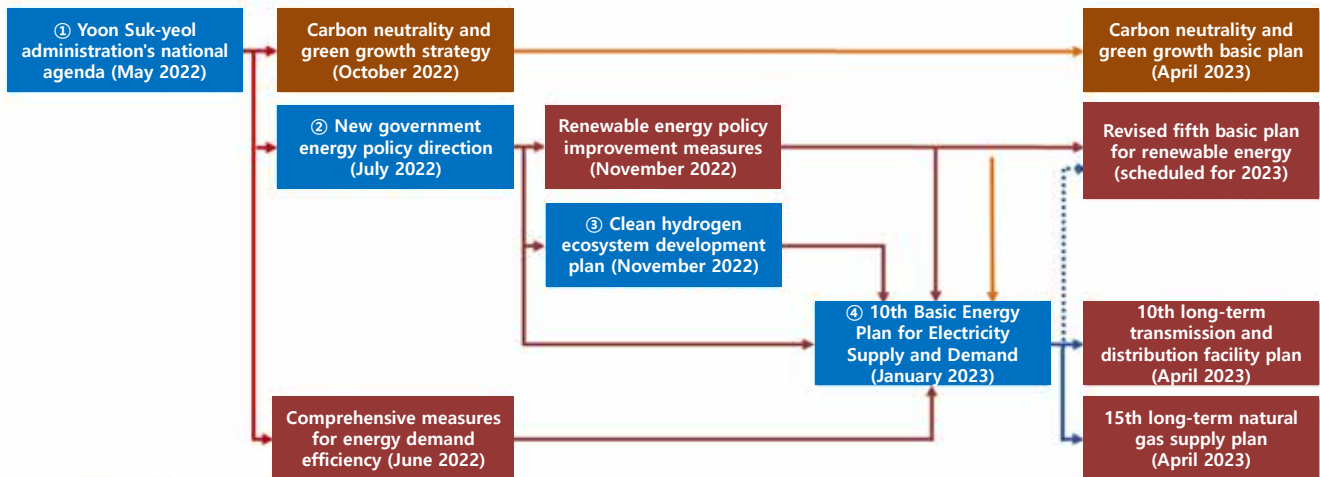 ① Yoon Suk-yeol
administration's national
agenda (May 2022)
Carbon neutrality and
green growth strategy
(October 2022)
Carbon neutrality and
green growth basic plan
(April 2023)
② New government
energy policy direction
(July 2022)
Renewable energy policy
improvement measures
(November 2022)
Revised fifth basic plan
for renewable energy
(scheduled for 2023)
③ Clean hydrogen
ecosystem development
plan (November 2022)
④ 10th Basic Energy
Plan for Electricity
Supply and Demand
(January 2023)
10th long-term
transmission and
distribution facility plan
(April 2023)
Comprehensive measures
for energy demand
efficiency (June 2022)
15th long-term natural
gas supply plan
(April 2023)